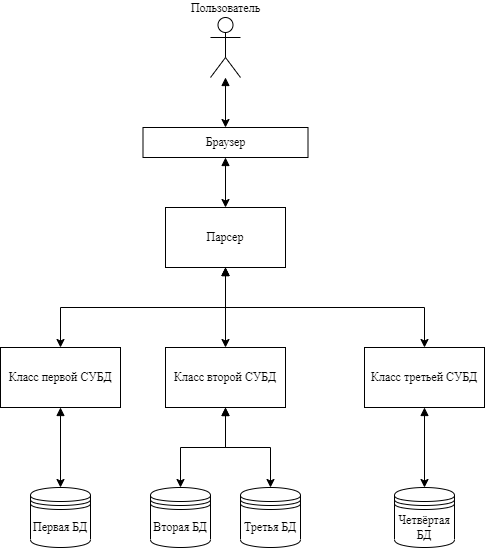 Пользователь
Браузер
Парсер
Класс первой СУБД
Класс второй СУБД
Класс третьей СУБД
Первая БД
Вторая БД
Третья БД
Четвёртая
БД